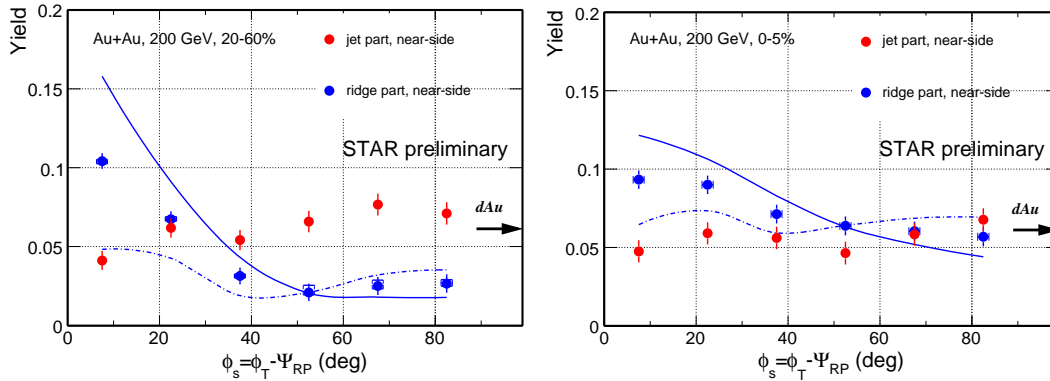 Yield
0.2
0.15
0.1
0.05
0
Au+Au, 200 GeV, 20-60%
jet part, near-side
ridge part, near-side
STAR preliminary
dAu
0 20 40 60 80
ϕs=ϕT-ΨRP (deg)
Yield
0.2
0.15
0.1
0.05
0
Au+Au, 200 GeV, 0-5%
jet part, near-side
ridge part, near-side
STAR preliminary
dAu
0 20 40 60 80
ϕs=ϕT-ΨRP (deg)